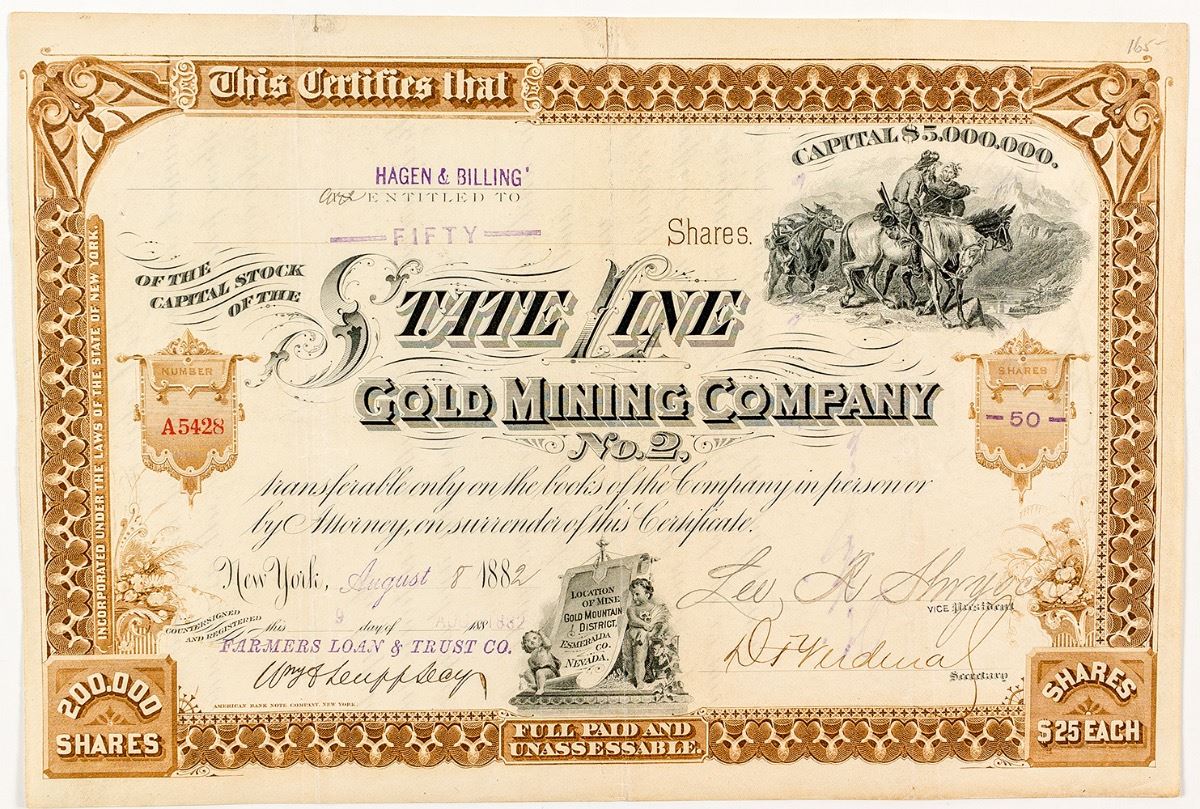 165-
This Certifies that
CAPITAL $5,000,000.
HAGEN & BILLING'
are ENTITLED TO
FIFTY Shares.
OF THE
CAPITAL STOCK
OF THE
STATE LINE
GOLD MINING COMPANY
No. 2,
NUMBER
A5428
SHARES
50
INCORPORATED UNDER THE LAWS OF THE STATE OF NEW YORK.
transferable only on the books of the Company in person or
by Attorney, on surrender of this Certificate.
New York, August 8 1882
COUNTERSIGNED
AND REGISTERED
this 9 day of 1882
FARMERS LOAN & TRUST CO.
AMERICAN BANK NOTE COMPANY, NEW YORK.
LOCATION
OF MINE
GOLD MOUNTAIN
DISTRICT.
ESMERALDA
CO.
NEVADA.
VICE President
Secretary
200,000
SHARES
FULL PAID AND
UNASSESSABLE.
SHARES
$25 EACH